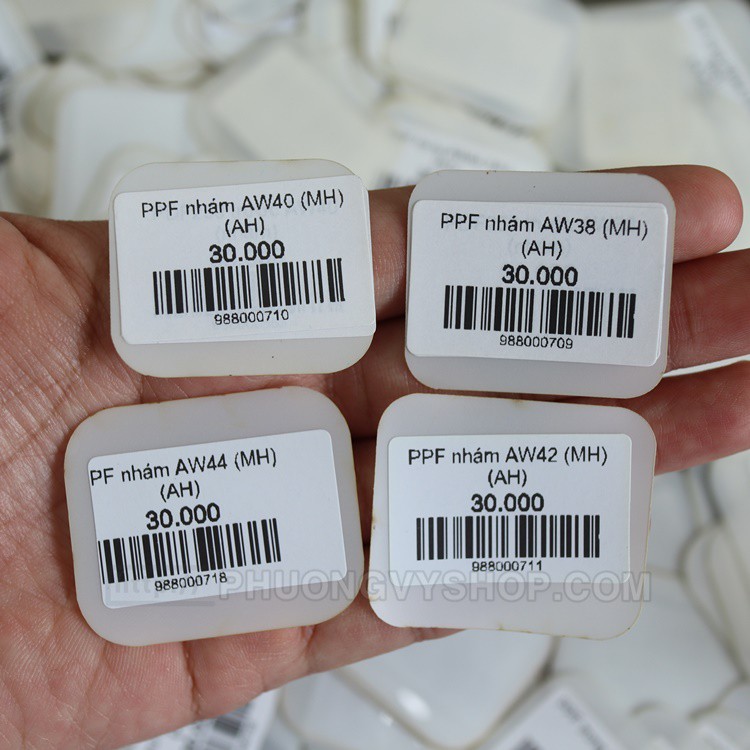 PPF nhám AW40 (MH)
(AH)
30.000
988000710
PPF nhám AW38 (MH)
(AH)
30.000
988000709
PF nhám AW44 (MH)
(AH)
30.000
988000718
PPF nhám AW42 (MH)
(AH)
30.000
988000711
PHUONGVYSHOP.COM